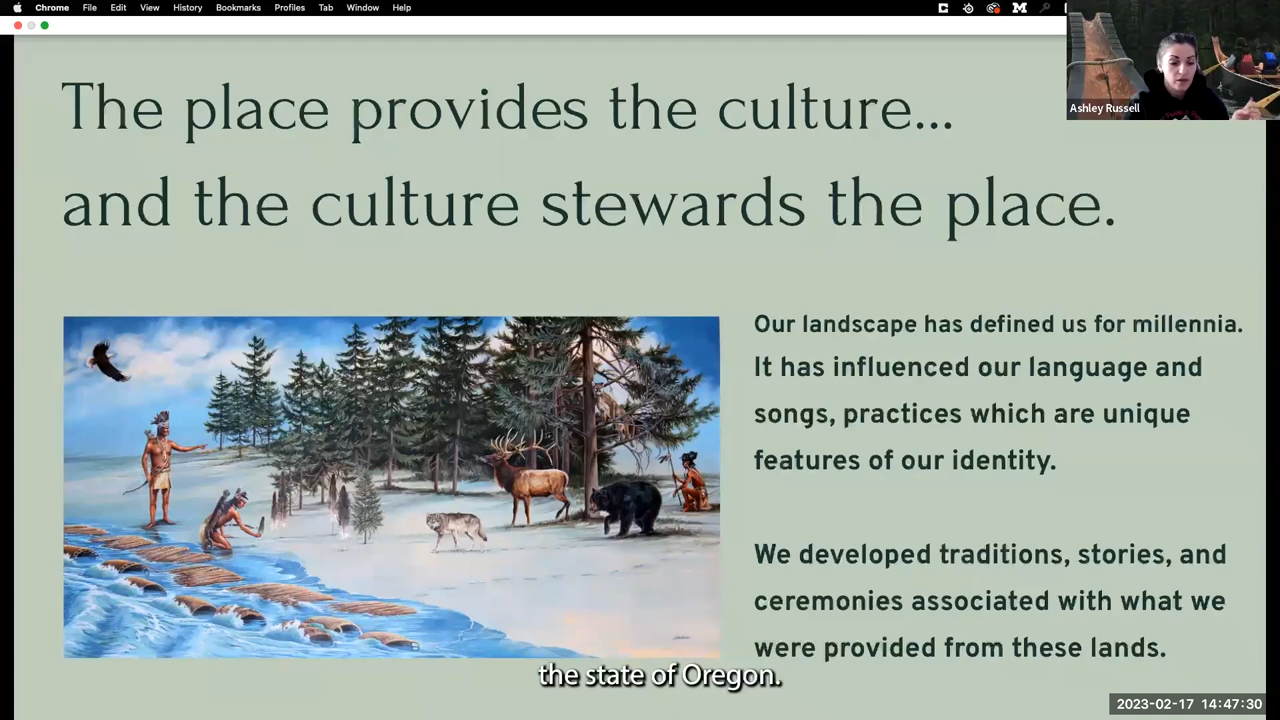 Chrome File Edit View History Bookmarks Profiles Tab Window Help
Ashley Russell
The place provides the culture...
and the culture stewards the place.
Our landscape has defined us for millennia.
It has influenced our language and
songs, practices which are unique
features of our identity.
We developed traditions, stories, and
ceremonies associated with what we
were provided from these lands.
the state of Oregon.
2023-02-17 14:47:30